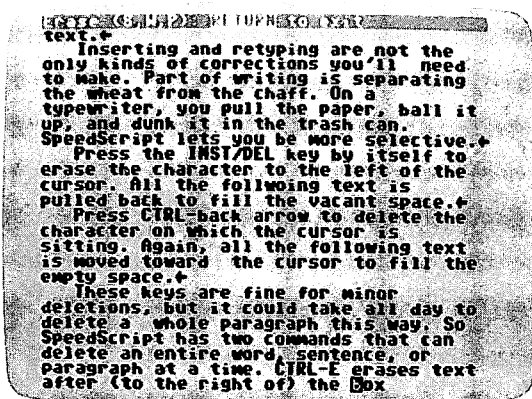 Erase (S,W,P): RETURN to exit
text.←
Inserting and retyping are not the
only kinds of corrections you'll need
to make. Part of writing is separating
the wheat from the chaff. On a
typewriter, you pull the paper, ball it
up, and dunk it in the trash can.
SpeedScript lets you be more selective.←
Press the INST/DEL key by itself to
erase the character to the left of the
cursor. All the follwoing text is
pulled back to fill the vacant space.←
Press CTRL-back arrow to delete the
character on which the cursor is
sitting. Again, all the following text
is moved toward the cursor to fill the
empty space.←
These keys are fine for minor
deletions, but it could take all day to
delete a whole paragraph this way. So
SpeedScript has two commands that can
delete an entire word, sentence, or
paragraph at a time. CTRL-E erases text
after (to the right of) the box